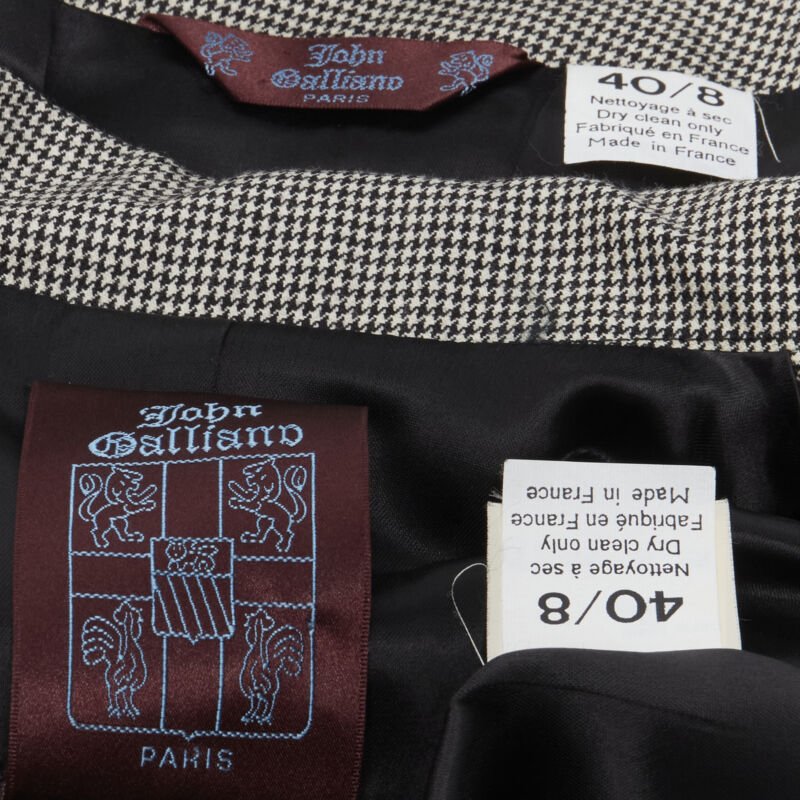 John
Galliano
PARIS
40/8
Nettoyage à sec
Dry clean only
Fabriqué en France
Made in France
John
Galliano
PARIS
40/8
Nettoyage à sec
Dry clean only
Fabriqué en France
Made in France